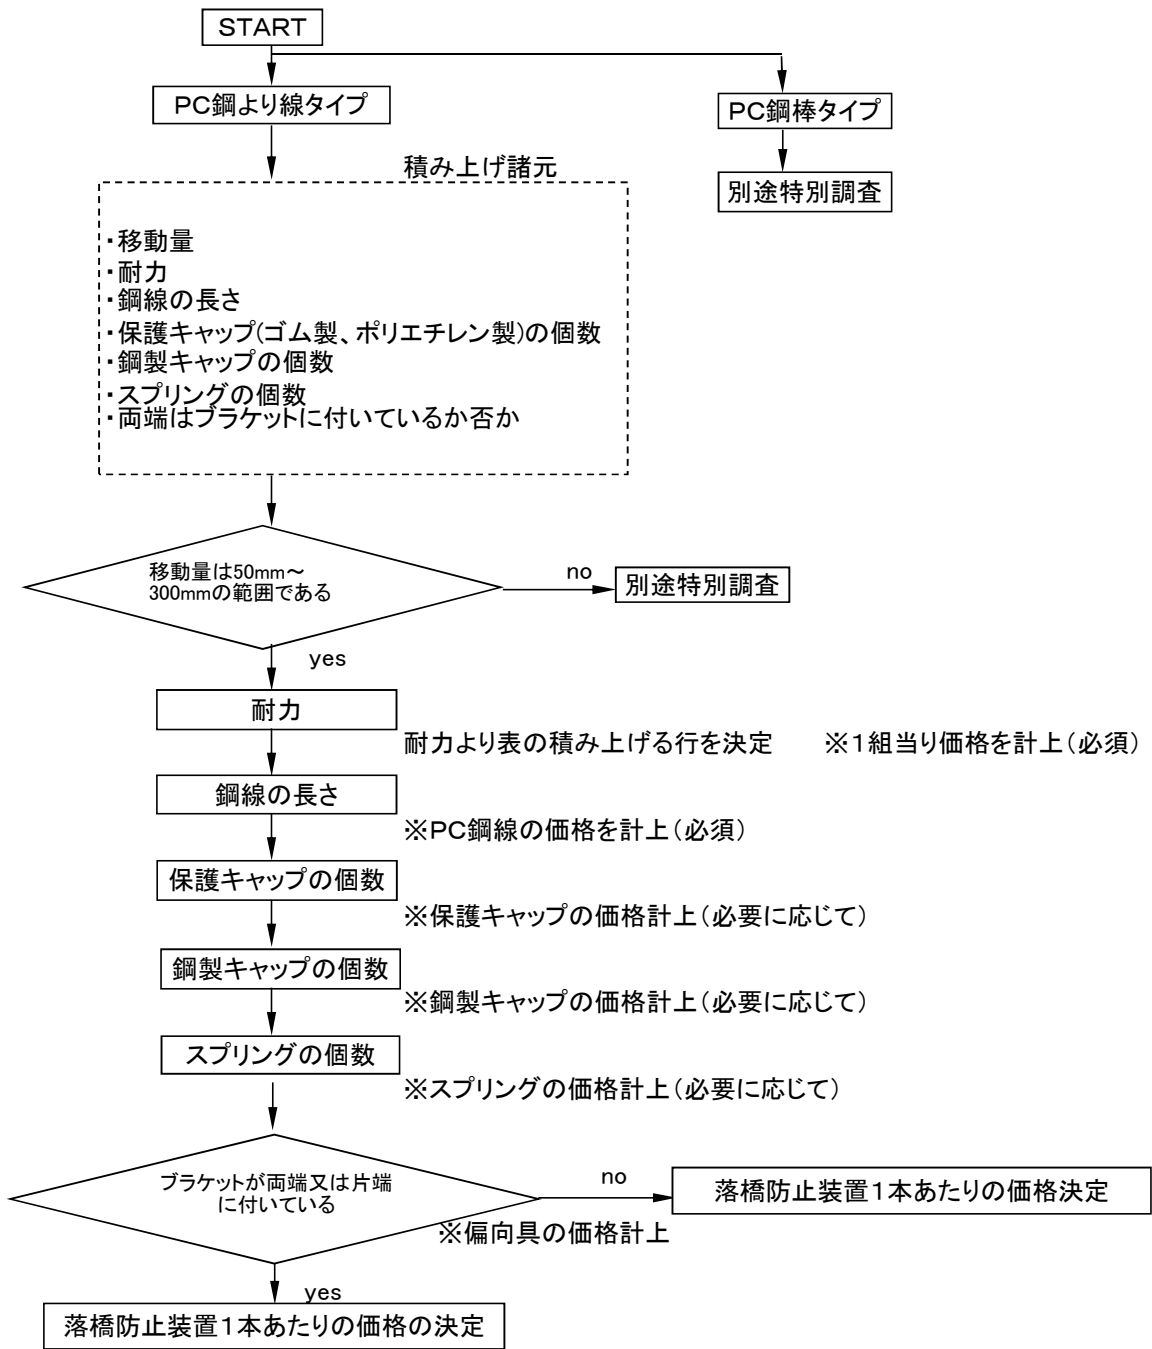 START
PC鋼より線タイプ
PC鋼棒タイプ
積み上げ諸元
別途特別調査
・移動量
・耐力
・鋼線の長さ
・保護キャップ(ゴム製、ポリエチレン製)の個数
・鋼製キャップの個数
・スプリングの個数
・両端はブラケットに付いているか否か
移動量は50mm～
300mmの範囲である
no
別途特別調査
yes
耐力
耐力より表の積み上げる行を決定 ※1組当り価格を計上(必須)
鋼線の長さ
※PC鋼線の価格を計上(必須)
保護キャップの個数
※保護キャップの価格計上(必要に応じて)
鋼製キャップの個数
※鋼製キャップの価格計上(必要に応じて)
スプリングの個数
※スプリングの価格計上(必要に応じて)
ブラケットが両端又は片端
に付いている
no
落橋防止装置1本あたりの価格決定
※偏向具の価格計上
yes
落橋防止装置1本あたりの価格の決定